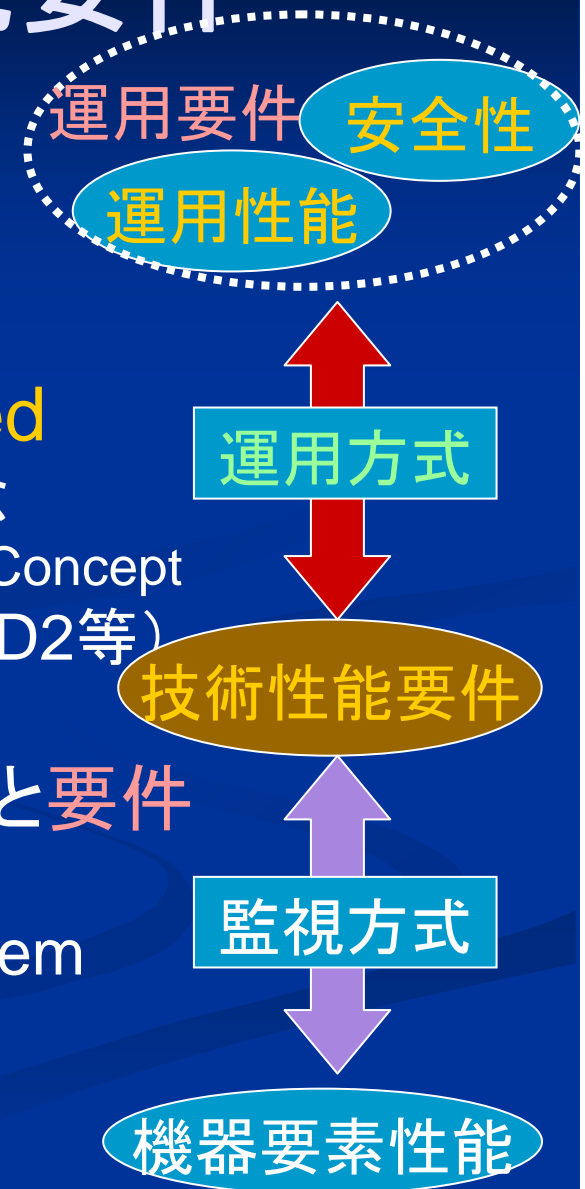 要件
運用要件
安全性
運用性能
ed
運用方式
Concept
D2等）
技術性能要件
と要件
監視方式
em
機器要素性能